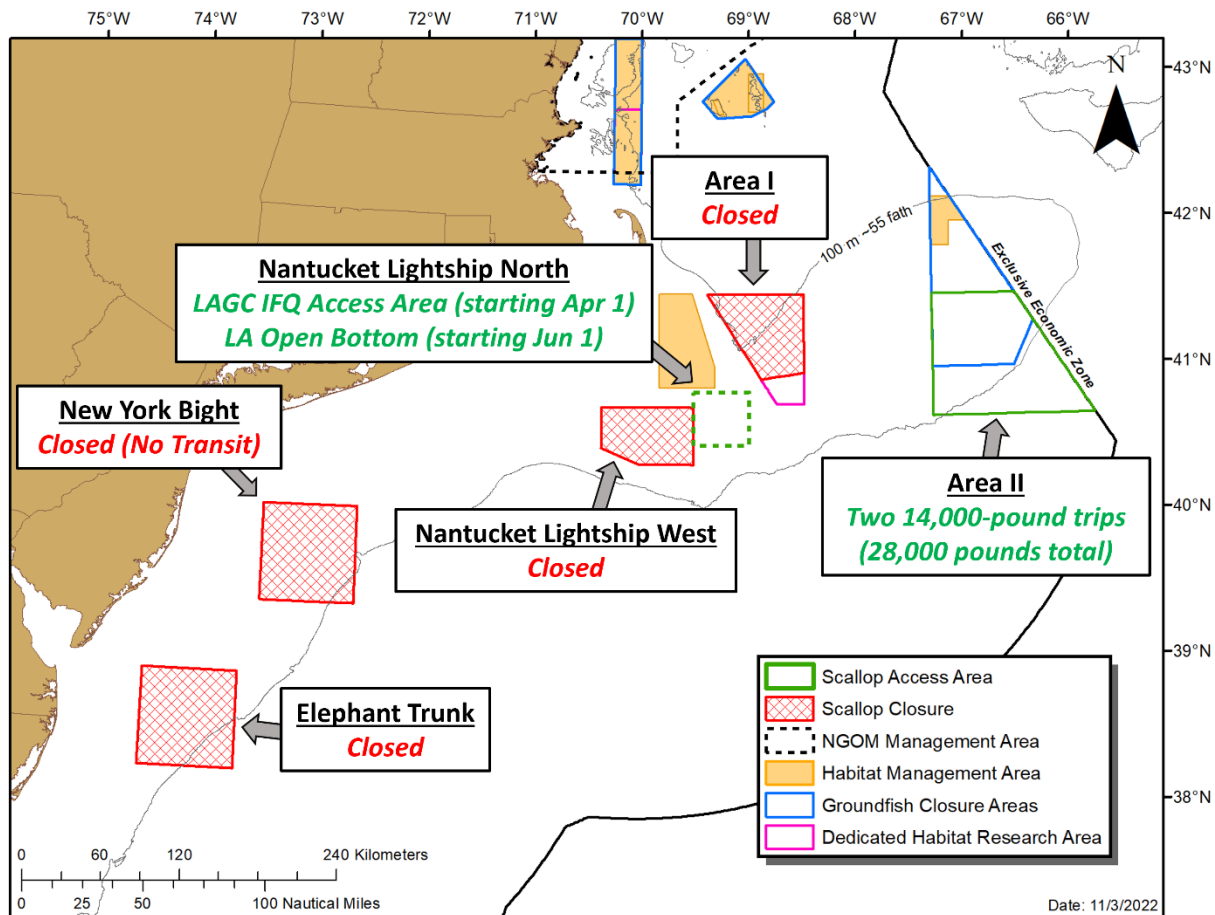 75°W 74°W 73°W 72°W 71°W 70°W 69°W 68°W 67°W 66°W
43°N
N
Area I
Closed
42°N
100 m ~55 fath
Nantucket Lightship North
LAGC IFQ Access Area (starting Apr 1)
LA Open Bottom (starting Jun 1)
Exclusive Economic Zone
41°N
New York Bight
Closed (No Transit)
Area II
Two 14,000-pound trips
(28,000 pounds total)
40°N
Nantucket Lightship West
Closed
39°N
Scallop Access Area
Scallop Closure
NGOM Management Area
Habitat Management Area
Groundfish Closure Areas
Dedicated Habitat Research Area
Elephant Trunk
Closed
38°N
0 60 120 240 Kilometers
0 25 50 100 Nautical Miles
Date: 11/3/2022